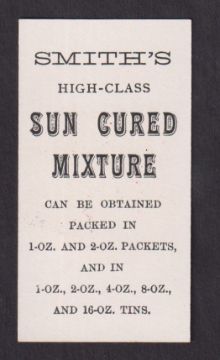 SMITH'S
HIGH-CLASS
SUN CURED
MIXTURE
CAN BE OBTAINED
PACKED IN
1-OZ. AND 2-OZ. PACKETS,
AND IN
1-OZ., 2-OZ., 4-OZ., 8-OZ.,
AND 16-OZ. TINS.